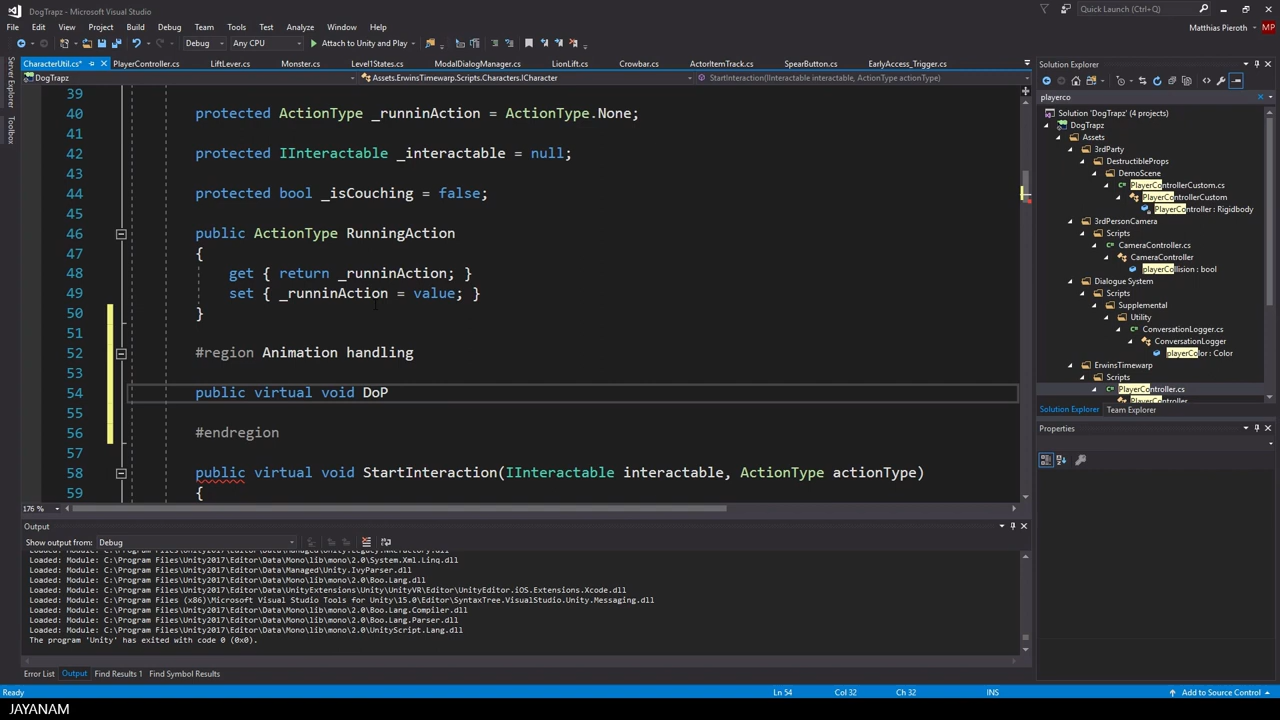 DogTrapz - Microsoft Visual Studio
Quick Launch (Ctrl+Q)
File Edit View Project Build Debug Team Tools Test Analyze Window Help
Matthias Pieroth MP
Debug Any CPU Attach to Unity and Play
CharacterUtil.cs* PlayerController.cs LiftLever.cs Monster.cs Level1States.cs ModalDialogManager.cs LionLift.cs Crowbar.cs ActorItemTrack.cs SpearButton.cs EarlyAccess_Trigger.cs
DogTrapz Assets.ErwinsTimewarp.Scripts.Characters.ICharacter StartInteraction(IInteractable interactable, ActionType actionType)
Server Explorer
Toolbox
39
40 protected ActionType _runninAction = ActionType.None;
41
42 protected IInteractable _interactable = null;
43
44 protected bool _isCouching = false;
45
46 public ActionType RunningAction
47 {
48 get { return _runninAction; }
49 set { _runninAction = value; }
50 }
51
52 #region Animation handling
53
54 public virtual void DoP
55
56 #endregion
57
58 public virtual void StartInteraction(IInteractable interactable, ActionType actionType)
59 {
176 %
Solution Explorer
playerco
Solution 'DogTrapz' (4 projects)
DogTrapz
Assets
3rdParty
DestructibleProps
DemoScene
PlayerControllerCustom.cs
PlayerControllerCustom
PlayerController : Rigidbody
3rdPersonCamera
Scripts
CameraController.cs
CameraController
playerCollision : bool
Dialogue System
Scripts
Supplemental
Utility
ConversationLogger.cs
ConversationLogger
playerColor : Color
ErwinsTimewarp
Scripts
PlayerController.cs
PlayerController
Solution Explorer Team Explorer
Properties
Output
Show output from: Debug
Loaded: Module: C:\Program Files\Unity2017\Editor\Data\Mono\lib\mono\2.0\System.Xml.Linq.dll
Loaded: Module: C:\Program Files\Unity2017\Editor\Data\Managed\Unity.IvyParser.dll
Loaded: Module: C:\Program Files\Unity2017\Editor\Data\Mono\lib\mono\2.0\Boo.Lang.dll
Loaded: Module: C:\Program Files\Unity2017\Editor\Data\UnityExtensions\Unity\UnityVR\Editor\UnityEditor.iOS.Extensions.Xcode.dll
Loaded: Module: C:\Program Files (x86)\Microsoft Visual Studio Tools for Unity\15.0\Editor\SyntaxTree.VisualStudio.Unity.Messaging.dll
Loaded: Module: C:\Program Files\Unity2017\Editor\Data\Mono\lib\mono\2.0\Boo.Lang.Compiler.dll
Loaded: Module: C:\Program Files\Unity2017\Editor\Data\Mono\lib\mono\2.0\Boo.Lang.Parser.dll
Loaded: Module: C:\Program Files\Unity2017\Editor\Data\Mono\lib\mono\2.0\UnityScript.Lang.dll
The program 'Unity' has exited with code 0 (0x0).
Error List Output Find Results 1 Find Symbol Results
Ready Ln 54 Col 32 Ch 32 INS Add to Source Control
JAYANAM